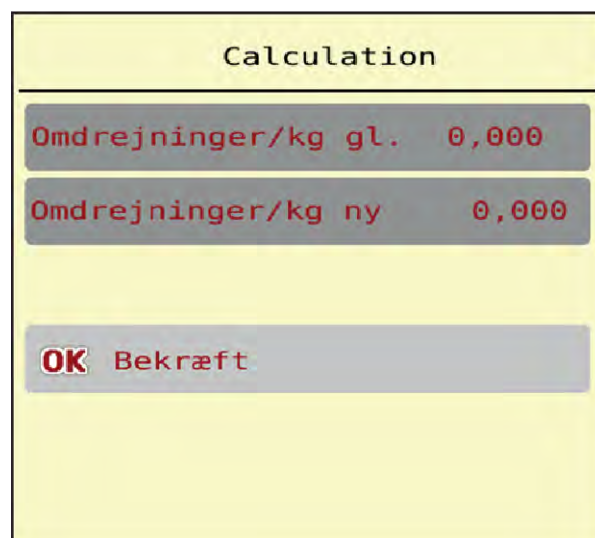 Calculation
Omdrejninger/kg gl. 0,000
Omdrejninger/kg ny 0,000
OK Bekræft